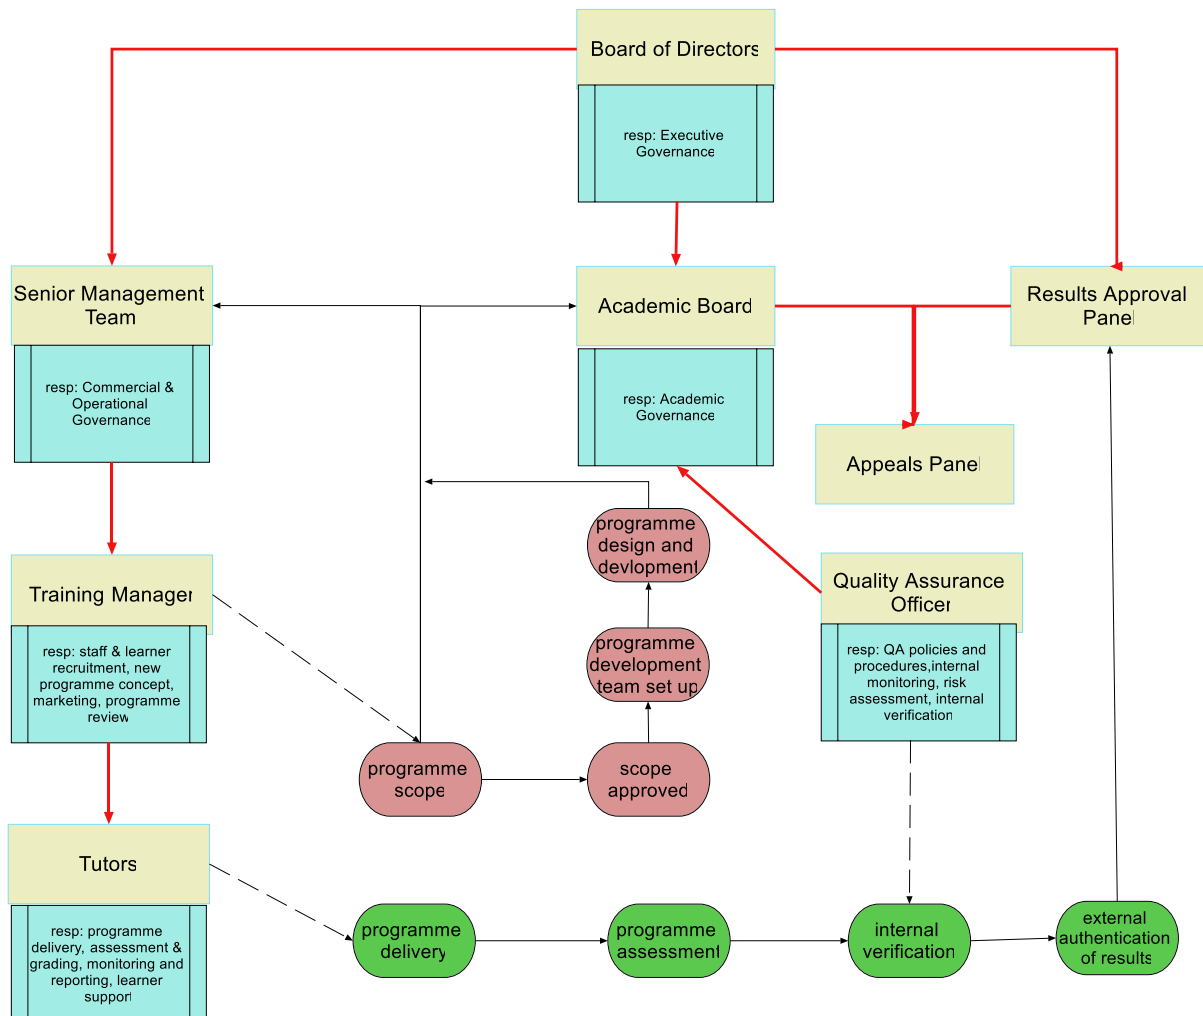 Board of Directors
resp: Executive
Governance
Senior Management
Team
resp: Commercial &
Operational
Governance
Academic Board
resp: Academic
Governance
Results Approval
Panel
Appeals Panel
Training Manager
resp: staff & learner
recruitment, new
programme concept,
marketing, programme
review
programme
design and
devlopment
programme
development
team set up
programme
scope
scope
approved
Quality Assurance
Officer
resp: QA policies and
procedures,internal
monitoring, risk
assessment, internal
verification
Tutors
resp: programme
delivery, assessment &
grading, monitoring and
reporting, learner
support
programme
delivery
programme
assessment
internal
verification
external
authentication
of results